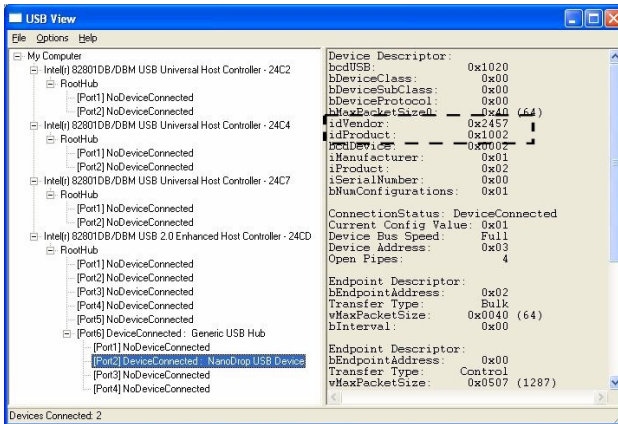 USB View
File Options Help
My Computer
Intel(r) 82801DB/DBM USB Universal Host Controller - 24C2
RootHub
[Port1] NoDeviceConnected
[Port2] NoDeviceConnected
Intel(r) 82801DB/DBM USB Universal Host Controller - 24C4
RootHub
[Port1] NoDeviceConnected
[Port2] NoDeviceConnected
Intel(r) 82801DB/DBM USB Universal Host Controller - 24C7
RootHub
[Port1] NoDeviceConnected
[Port2] NoDeviceConnected
Intel(r) 82801DB/DBM USB 2.0 Enhanced Host Controller - 24CD
RootHub
[Port1] NoDeviceConnected
[Port2] NoDeviceConnected
[Port3] NoDeviceConnected
[Port4] NoDeviceConnected
[Port5] NoDeviceConnected
[Port6] DeviceConnected : Generic USB Hub
[Port1] NoDeviceConnected
[Port2] DeviceConnected : NanoDrop USB Device
[Port3] NoDeviceConnected
[Port4] NoDeviceConnected
Device Descriptor:
bcdUSB: 0x1020
bDeviceClass: 0x00
bDeviceSubClass: 0x00
bDeviceProtocol: 0x00
bMaxPacketSize0: 0x40 (64)
idVendor: 0x2457
idProduct: 0x1002
bcdDevice: 0x0002
iManufacturer: 0x01
iProduct: 0x02
iSerialNumber: 0x00
bNumConfigurations: 0x01
ConnectionStatus: DeviceConnected
Current Config Value: 0x01
Device Bus Speed: Full
Device Address: 0x03
Open Pipes: 4
Endpoint Descriptor:
bEndpointAddress: 0x02
Transfer Type: Bulk
wMaxPacketSize: 0x0040 (64)
bInterval: 0x00
Endpoint Descriptor:
bEndpointAddress: 0x00
Transfer Type: Control
wMaxPacketSize: 0x0507 (1287)
Devices Connected: 2